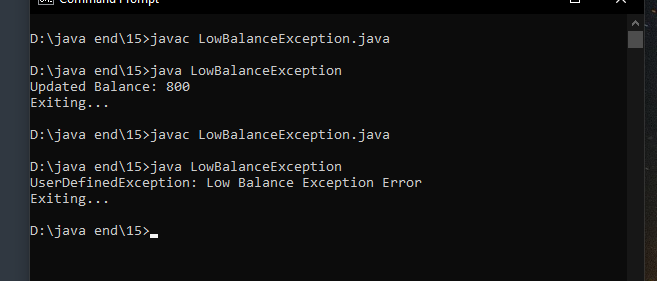 Command Prompt
D:\java end\15>javac LowBalanceException.java
D:\java end\15>java LowBalanceException
Updated Balance: 800
Exiting...
D:\java end\15>javac LowBalanceException.java
D:\java end\15>java LowBalanceException
UserDefinedException: Low Balance Exception Error
Exiting...
D:\java end\15>